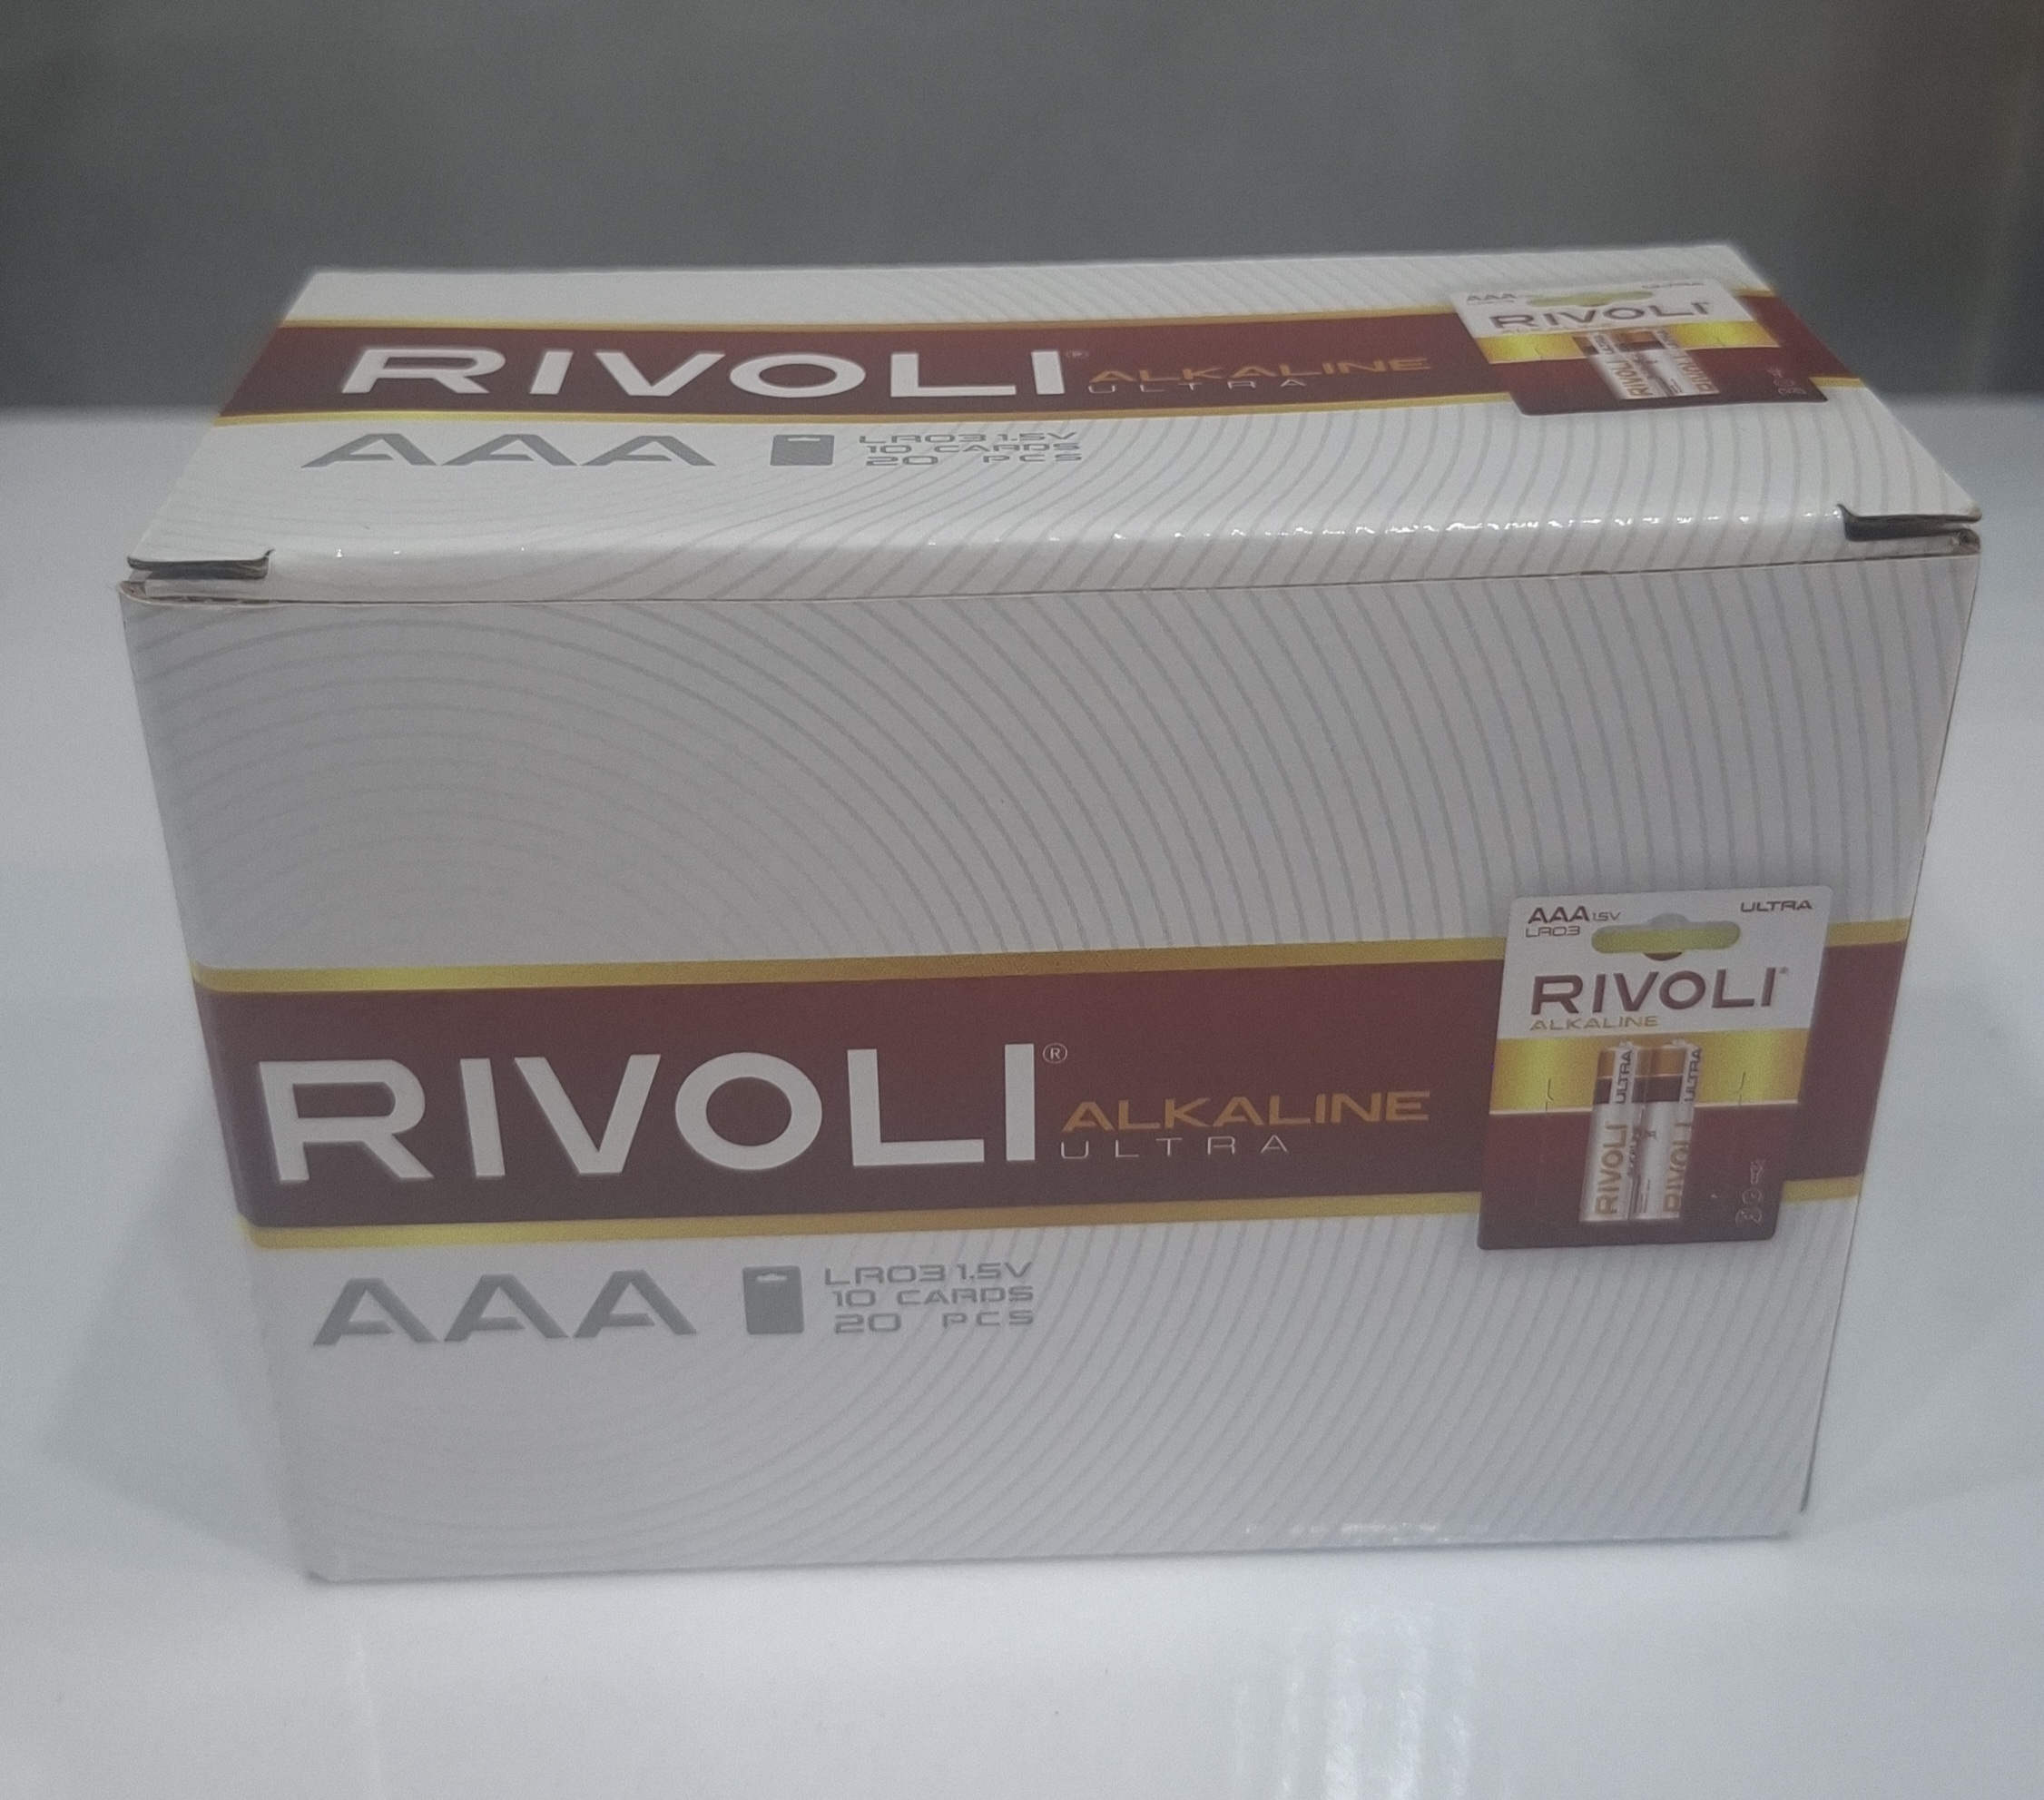 RIVOLI® ALKALINE
ULTRA
AAA LR03 1.5V
10 CARDS
20 PCS
AAA
RIVOLI
RIVOLI® ALKALINE
ULTRA
AAA LR03 1.5V
10 CARDS
20 PCS
AAA 1.5V ULTRA
LR03
RIVOLI®
ALKALINE
RIVOLI ULTRA
RIVOLI ULTRA